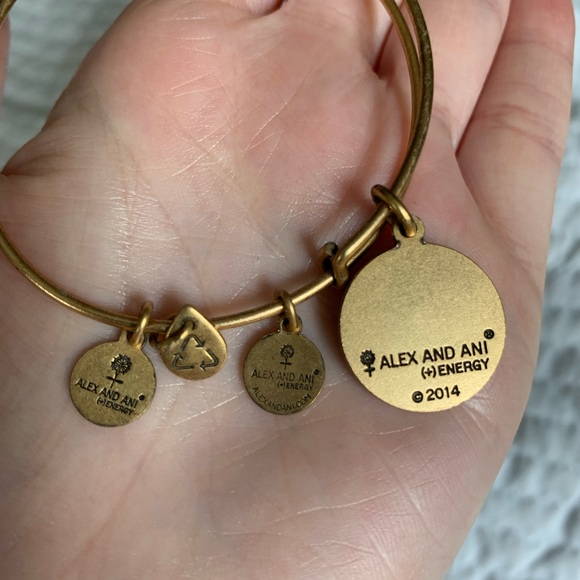 ALEX AND ANI®
(+) ENERGY
ALEX AND ANI®
(+) ENERGY
ALEXANDANI.COM
ALEX AND ANI®
(+) ENERGY
© 2014